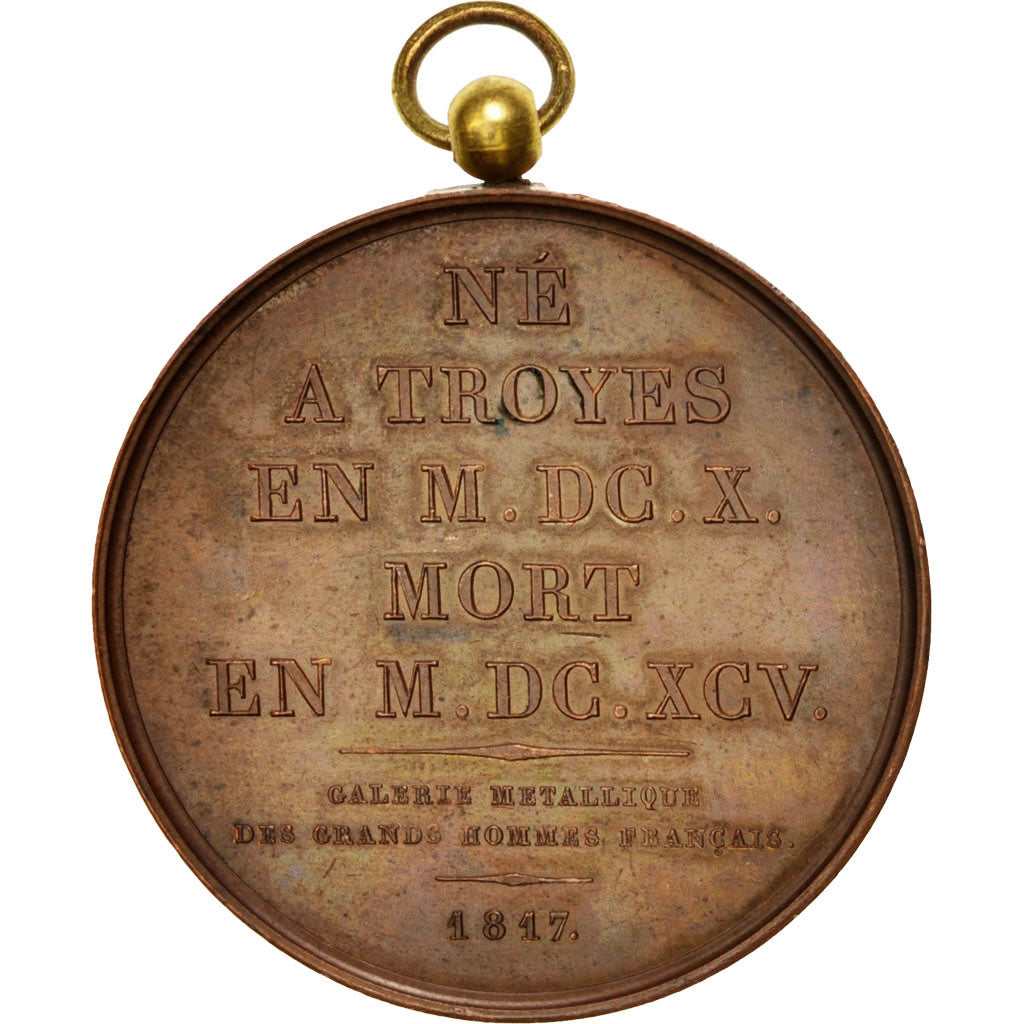 NÉ
A TROYES
EN M.DC.X.
MORT
EN M.DC.XCV.
GALERIE METALLIQUE
DES GRANDS HOMMES FRANÇAIS.
1817.